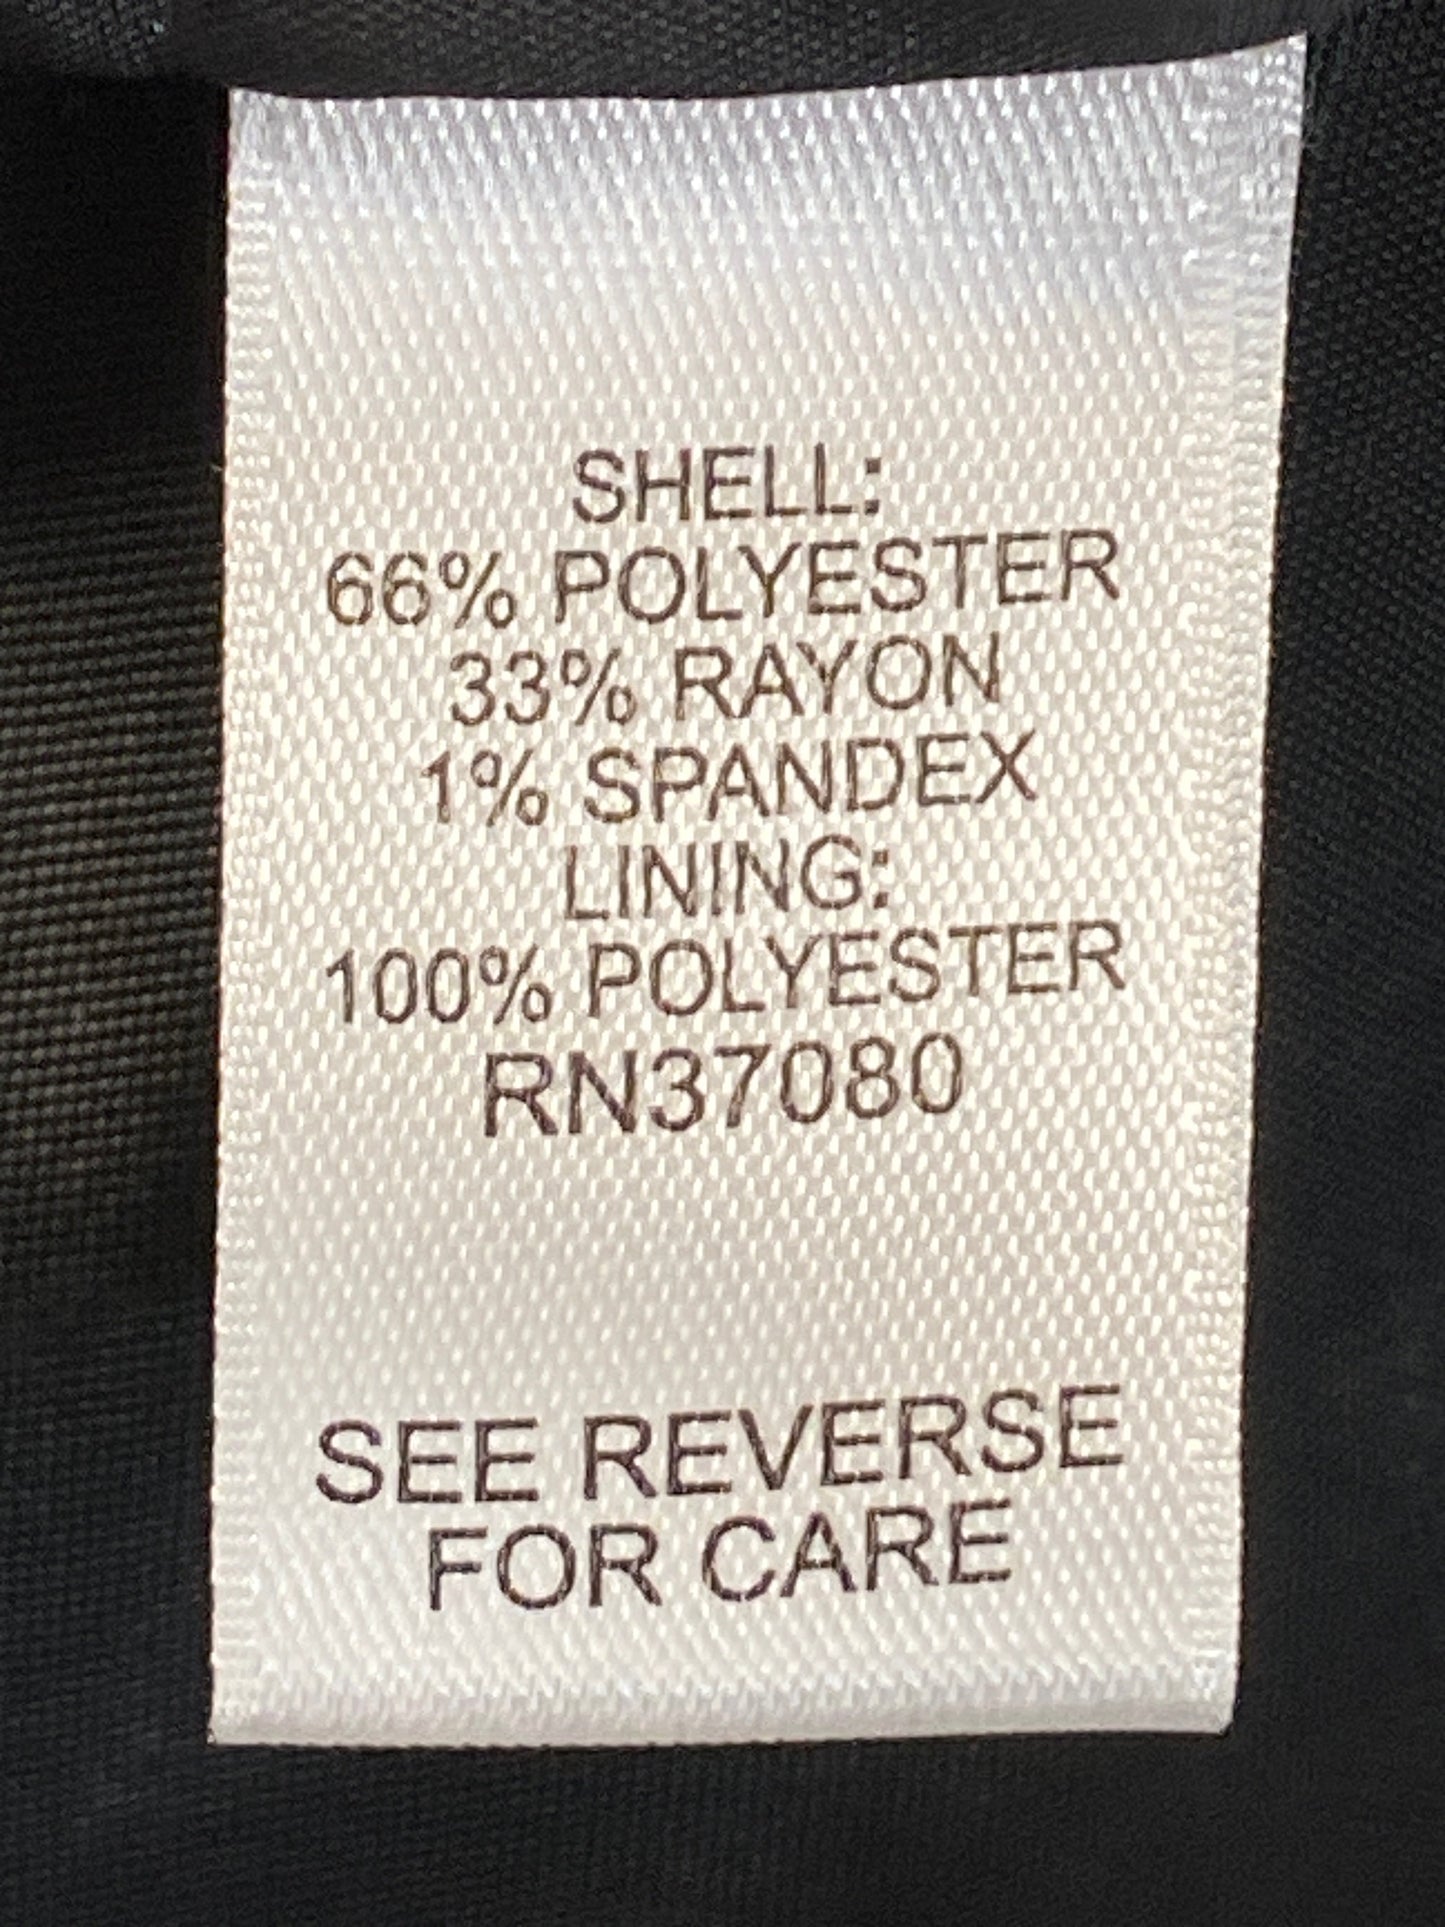 SHELL:
66% POLYESTER
33% RAYON
1% SPANDEX
LINING:
100% POLYESTER
RN37080
SEE REVERSE
FOR CARE